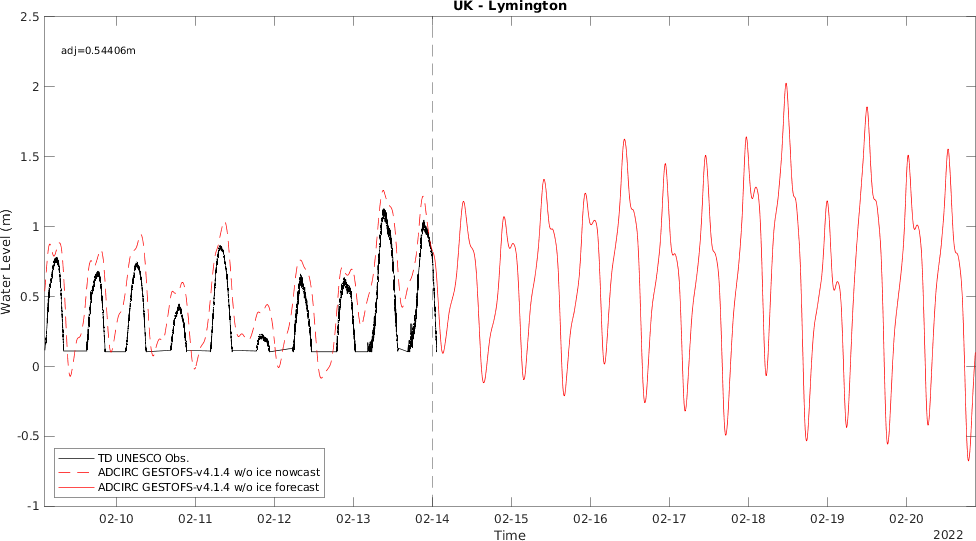 UK - Lymington
adj=0.54406m
Water Level (m)
2.5
2
1.5
1
0.5
0
-0.5
-1
TD UNESCO Obs.
ADCIRC GESTOFS-v4.1.4 w/o ice nowcast
ADCIRC GESTOFS-v4.1.4 w/o ice forecast
02-10 02-11 02-12 02-13 02-14 02-15 02-16 02-17 02-18 02-19 02-20
Time
2022